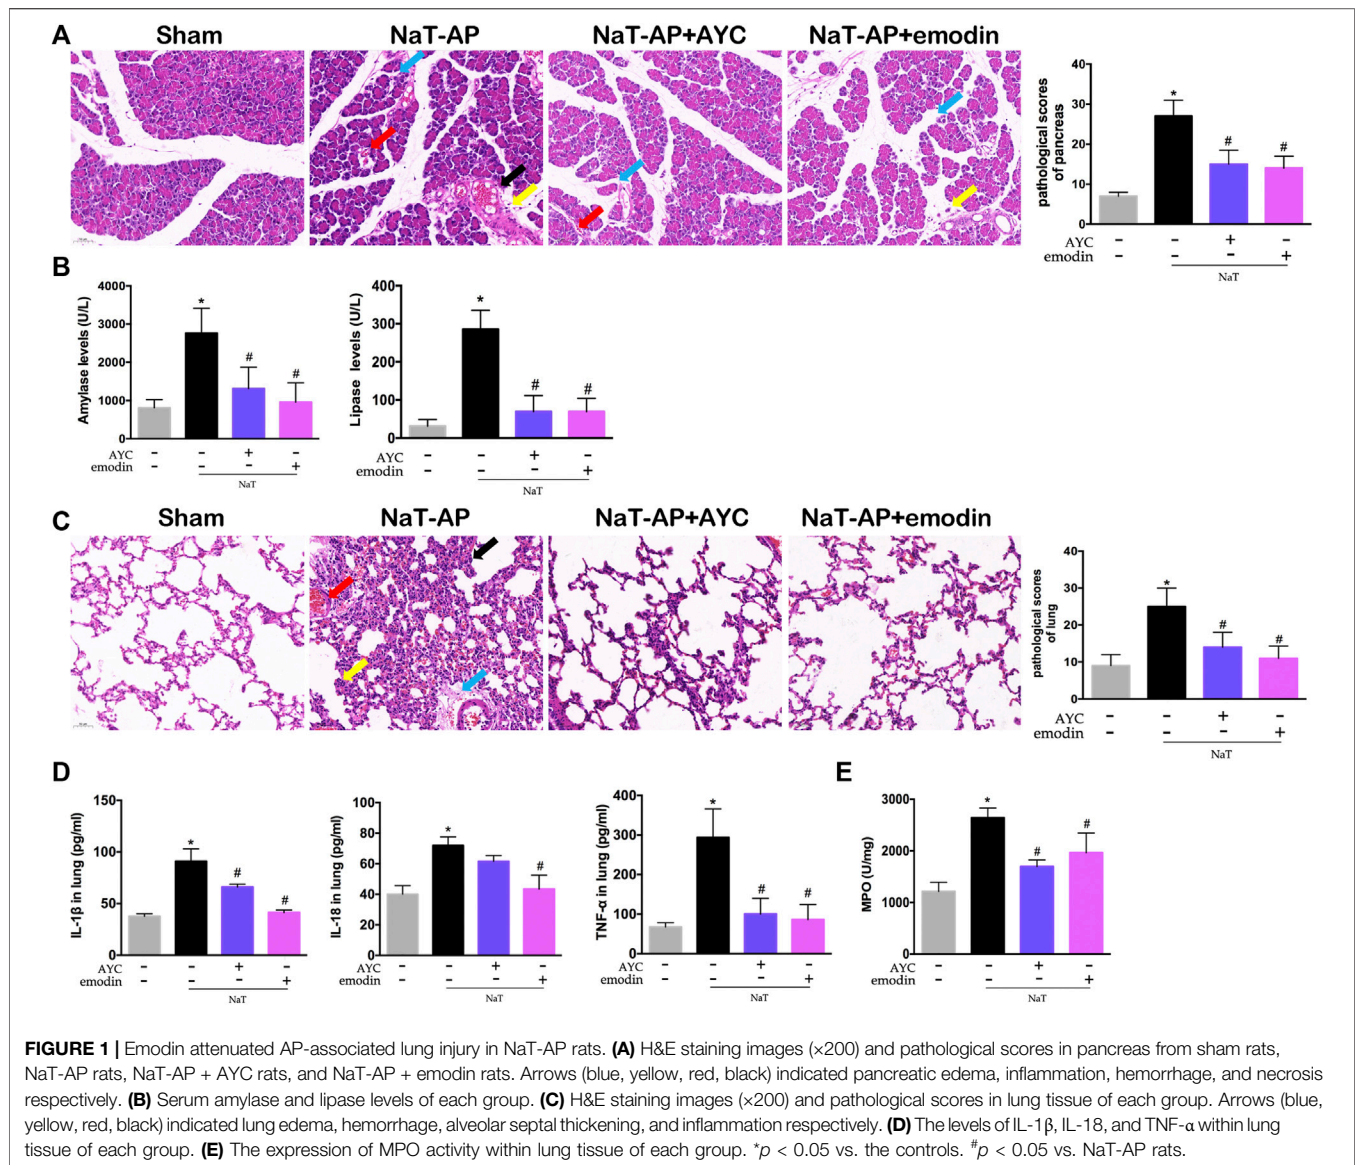 A
Sham
NaT-AP
NaT-AP+AYC
NaT-AP+emodin
pathological scores
of pancreas
40
30
20
10
0
*
#
#
AYC - - + -
emodin - - - +
NaT
B
Amylase levels (U/L)
4000
3000
2000
1000
0
*
#
#
AYC - - + -
emodin - - - +
NaT
Lipase levels (U/L)
400
300
200
100
0
*
#
#
AYC - - + -
emodin - - - +
NaT
C
Sham
NaT-AP
NaT-AP+AYC
NaT-AP+emodin
pathological scores
of lung
40
30
20
10
0
*
#
#
AYC - - + -
emodin - - - +
NaT
D
IL-1β in lung (pg/ml)
150
100
50
0
*
#
#
AYC - - + -
emodin - - - +
NaT
IL-18 in lung (pg/ml)
100
80
60
40
20
0
*
#
AYC - - + -
emodin - - - +
NaT
TNF-α in lung (pg/ml)
400
300
200
100
0
*
#
#
AYC - - + -
emodin - - - +
NaT
E
MPO (U/mg)
3000
2000
1000
0
*
#
#
AYC - - + -
emodin - - - +
NaT
FIGURE 1 | Emodin attenuated AP-associated lung injury in NaT-AP rats. (A) H&E staining images (×200) and pathological scores in pancreas from sham rats,
NaT-AP rats, NaT-AP + AYC rats, and NaT-AP + emodin rats. Arrows (blue, yellow, red, black) indicated pancreatic edema, inflammation, hemorrhage, and necrosis
respectively. (B) Serum amylase and lipase levels of each group. (C) H&E staining images (×200) and pathological scores in lung tissue of each group. Arrows (blue,
yellow, red, black) indicated lung edema, hemorrhage, alveolar septal thickening, and inflammation respectively. (D) The levels of IL-1β, IL-18, and TNF-α within lung
tissue of each group. (E) The expression of MPO activity within lung tissue of each group. *p < 0.05 vs. the controls. #p < 0.05 vs. NaT-AP rats.